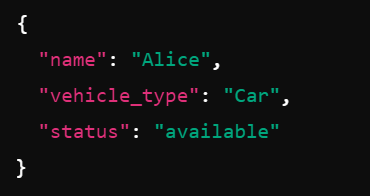 {
  "name": "Alice",
  "vehicle_type": "Car",
  "status": "available"
}